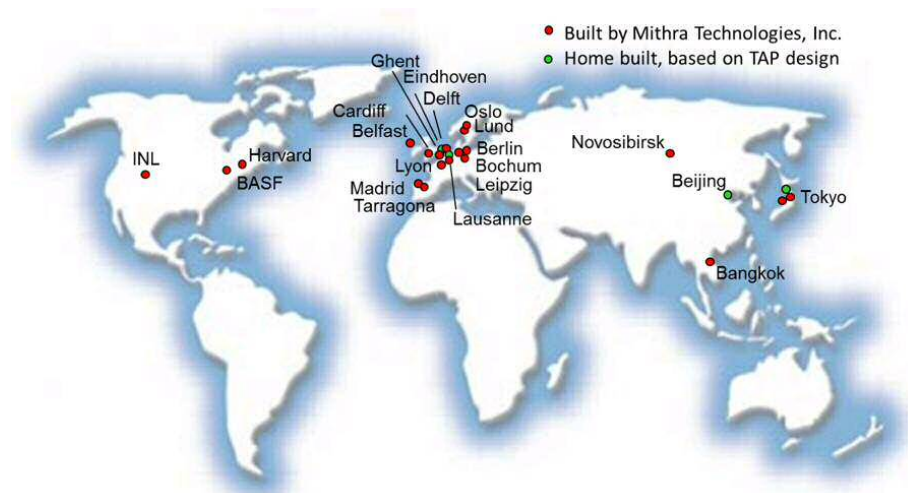 Built by Mithra Technologies, Inc.
Home built, based on TAP design
Ghent
Eindhoven
Delft
Cardiff
Belfast
Oslo
Lund
Berlin
Bochum
Leipzig
Lyon
Madrid
Tarragona
Lausanne
INL
Harvard
BASF
Novosibirsk
Beijing
Tokyo
Bangkok